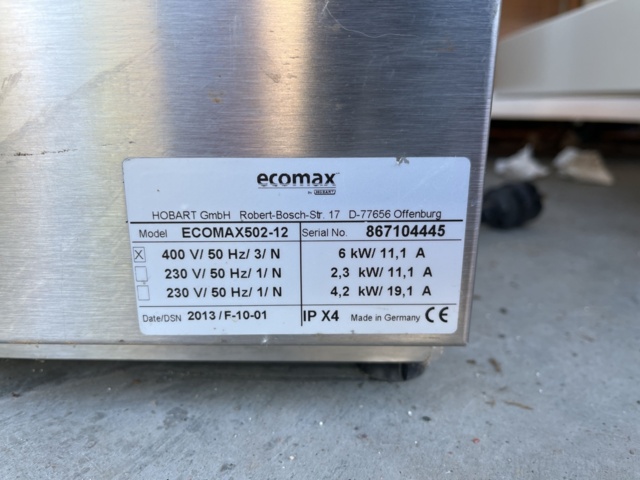 ecomax
by HOBART
HOBART GmbH Robert-Bosch-Str. 17 D-77656 Offenburg
Model ECOMAX502-12 Serial No. 867104445
X 400 V/ 50 Hz/ 3/ N 6 kW/ 11,1 A
230 V/ 50 Hz/ 1/ N 2,3 kW/ 11,1 A
230 V/ 50 Hz/ 1/ N 4,2 kW/ 19,1 A
Date/DSN 2013 / F-10-01 IP X4 Made in Germany CE